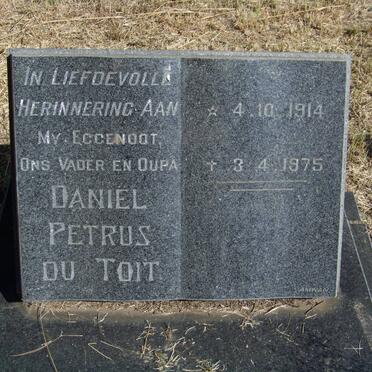 In Liefdevolle
Herinnering Aan
My Eggenoot,
Ons Vader en Oupa
Daniël
Petrus
du Toit
☆ 4.10.1914
† 3.4.1975